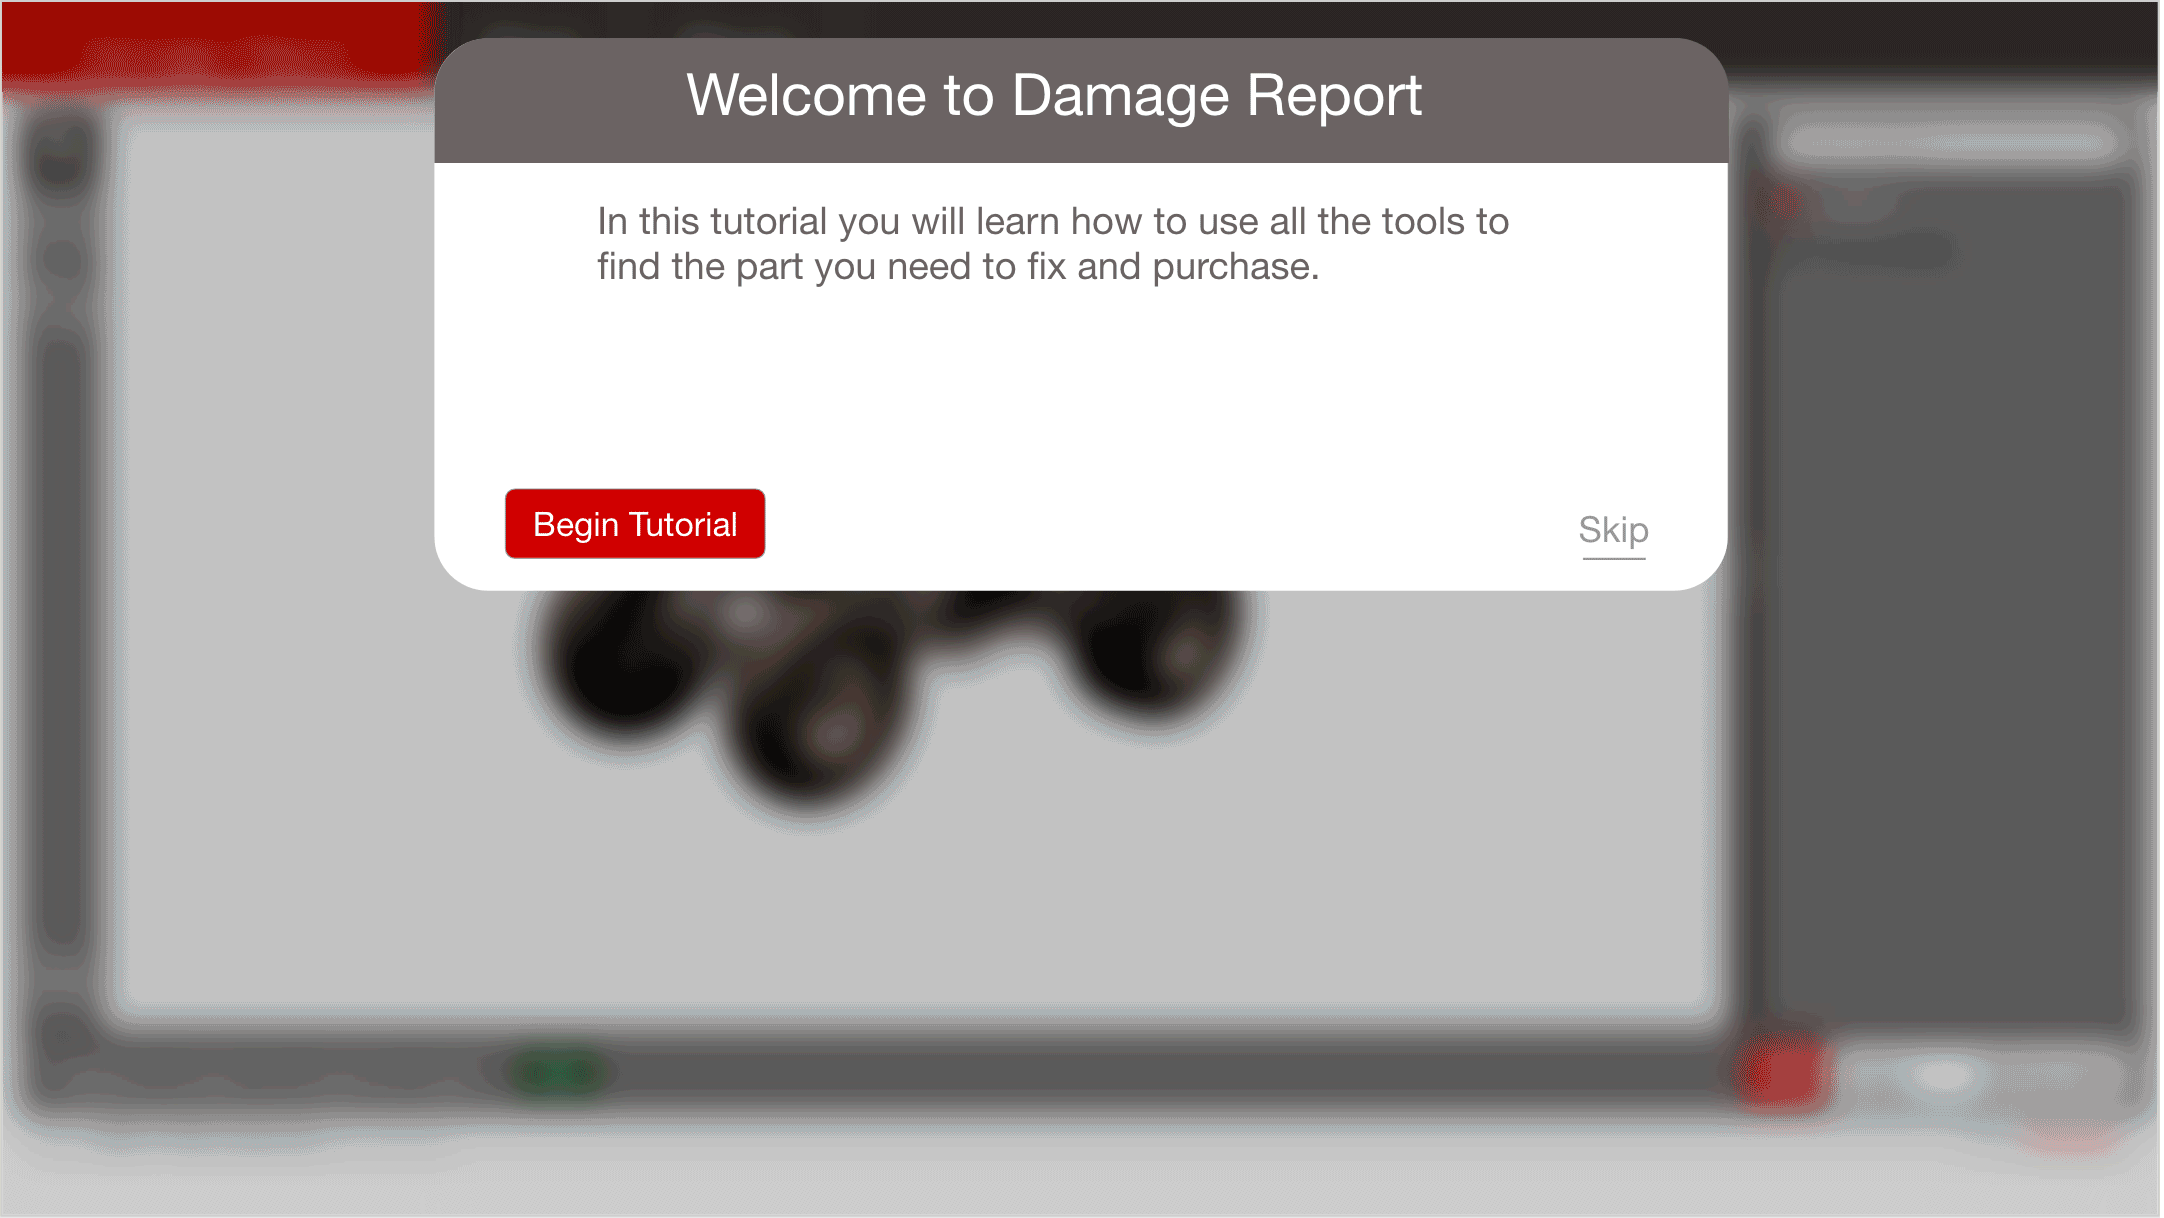 Welcome to Damage Report
In this tutorial you will learn how to use all the tools to
find the part you need to fix and purchase.
Begin Tutorial
Skip